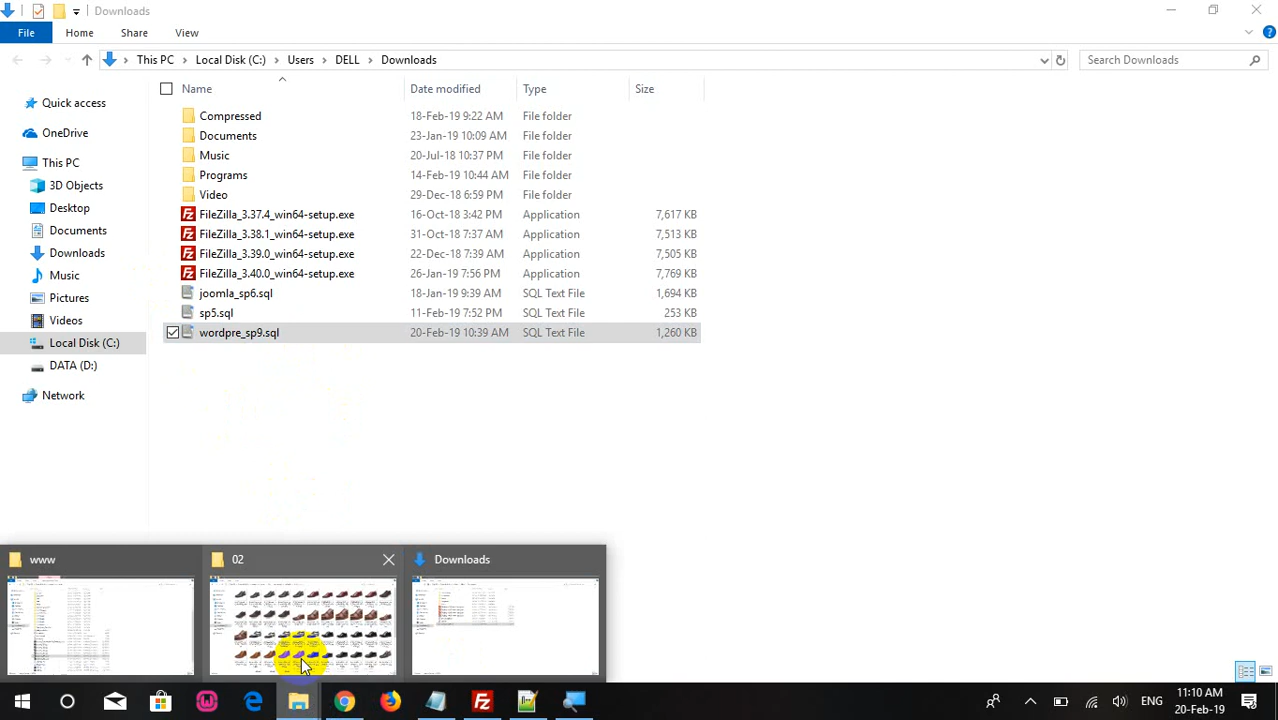 Downloads
File Home Share View
This PC Local Disk (C:) Users DELL Downloads Search Downloads
Name Date modified Type Size
Quick access
OneDrive
This PC
3D Objects
Desktop
Documents
Downloads
Music
Pictures
Videos
Local Disk (C:)
DATA (D:)
Network
Compressed 18-Feb-19 9:22 AM File folder
Documents 23-Jan-19 10:09 AM File folder
Music 20-Jul-18 10:37 PM File folder
Programs 14-Feb-19 10:44 AM File folder
Video 29-Dec-18 6:59 PM File folder
FileZilla_3.37.4_win64-setup.exe 16-Oct-18 3:42 PM Application 7,617 KB
FileZilla_3.38.1_win64-setup.exe 31-Oct-18 7:37 AM Application 7,513 KB
FileZilla_3.39.0_win64-setup.exe 22-Dec-18 7:39 AM Application 7,505 KB
FileZilla_3.40.0_win64-setup.exe 26-Jan-19 7:56 PM Application 7,769 KB
joomla_sp6.sql 18-Jan-19 9:39 AM SQL Text File 1,694 KB
sp5.sql 11-Feb-19 7:52 PM SQL Text File 253 KB
wordpre_sp9.sql 20-Feb-19 10:39 AM SQL Text File 1,260 KB
www 02 Downloads
ENG 11:10 AM
20-Feb-19